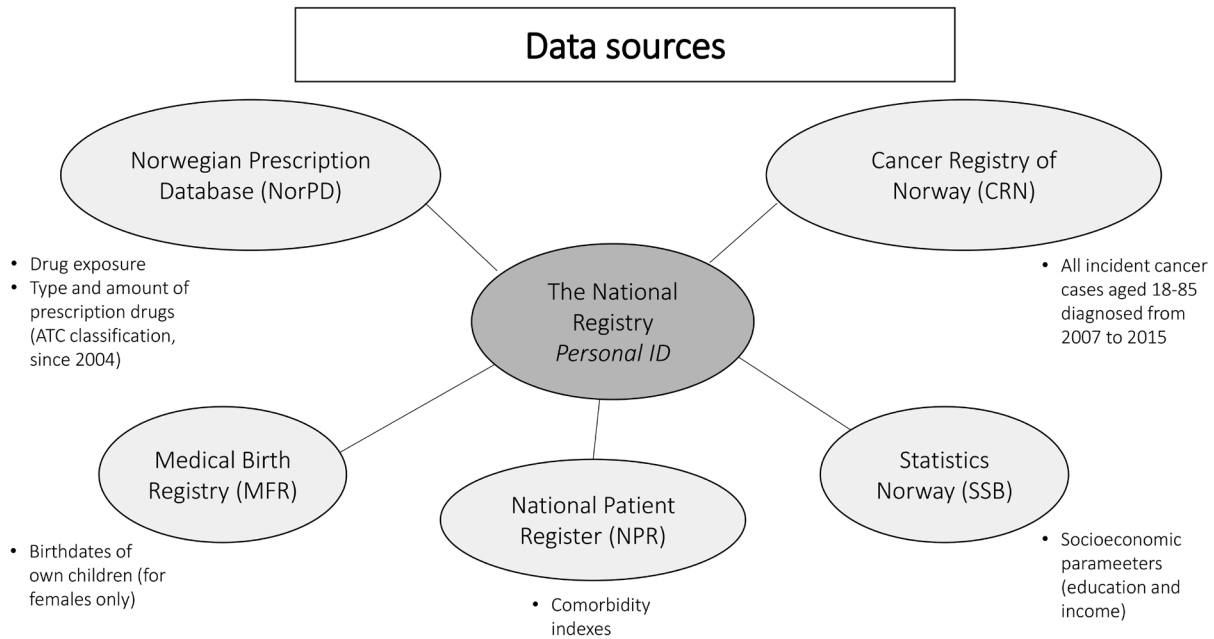 Data sources
Norwegian Prescription
Database (NorPD)
• Drug exposure
• Type and amount of
prescription drugs
(ATC classification,
since 2004)
Cancer Registry of
Norway (CRN)
• All incident cancer
cases aged 18-85
diagnosed from
2007 to 2015
The National
Registry
Personal ID
Medical Birth
Registry (MFR)
• Birthdates of
own children (for
females only)
National Patient
Register (NPR)
• Comorbidity
indexes
Statistics
Norway (SSB)
• Socioeconomic
parameeters
(education and
income)